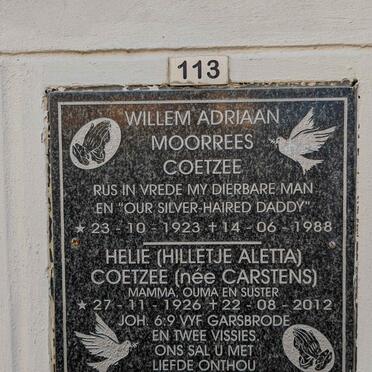 113
WILLEM ADRIAAN
MOORREES
COETZEE
RUS IN VREDE MY DIERBARE MAN
EN "OUR SILVER-HAIRED DADDY"
★ 23 - 10 - 1923 ✝ 14 - 06 - 1988
HELIE (HILLETJE ALETTA)
COETZEE (née CARSTENS)
MAMMA, OUMA EN SUSTER
★ 27 - 11 - 1926 ✝ 22 - 08 - 2012
JOH. 6:9 VYF GARSBRODE
EN TWEE VISSIES.
ONS SAL U MET
LIEFDE ONTHOU